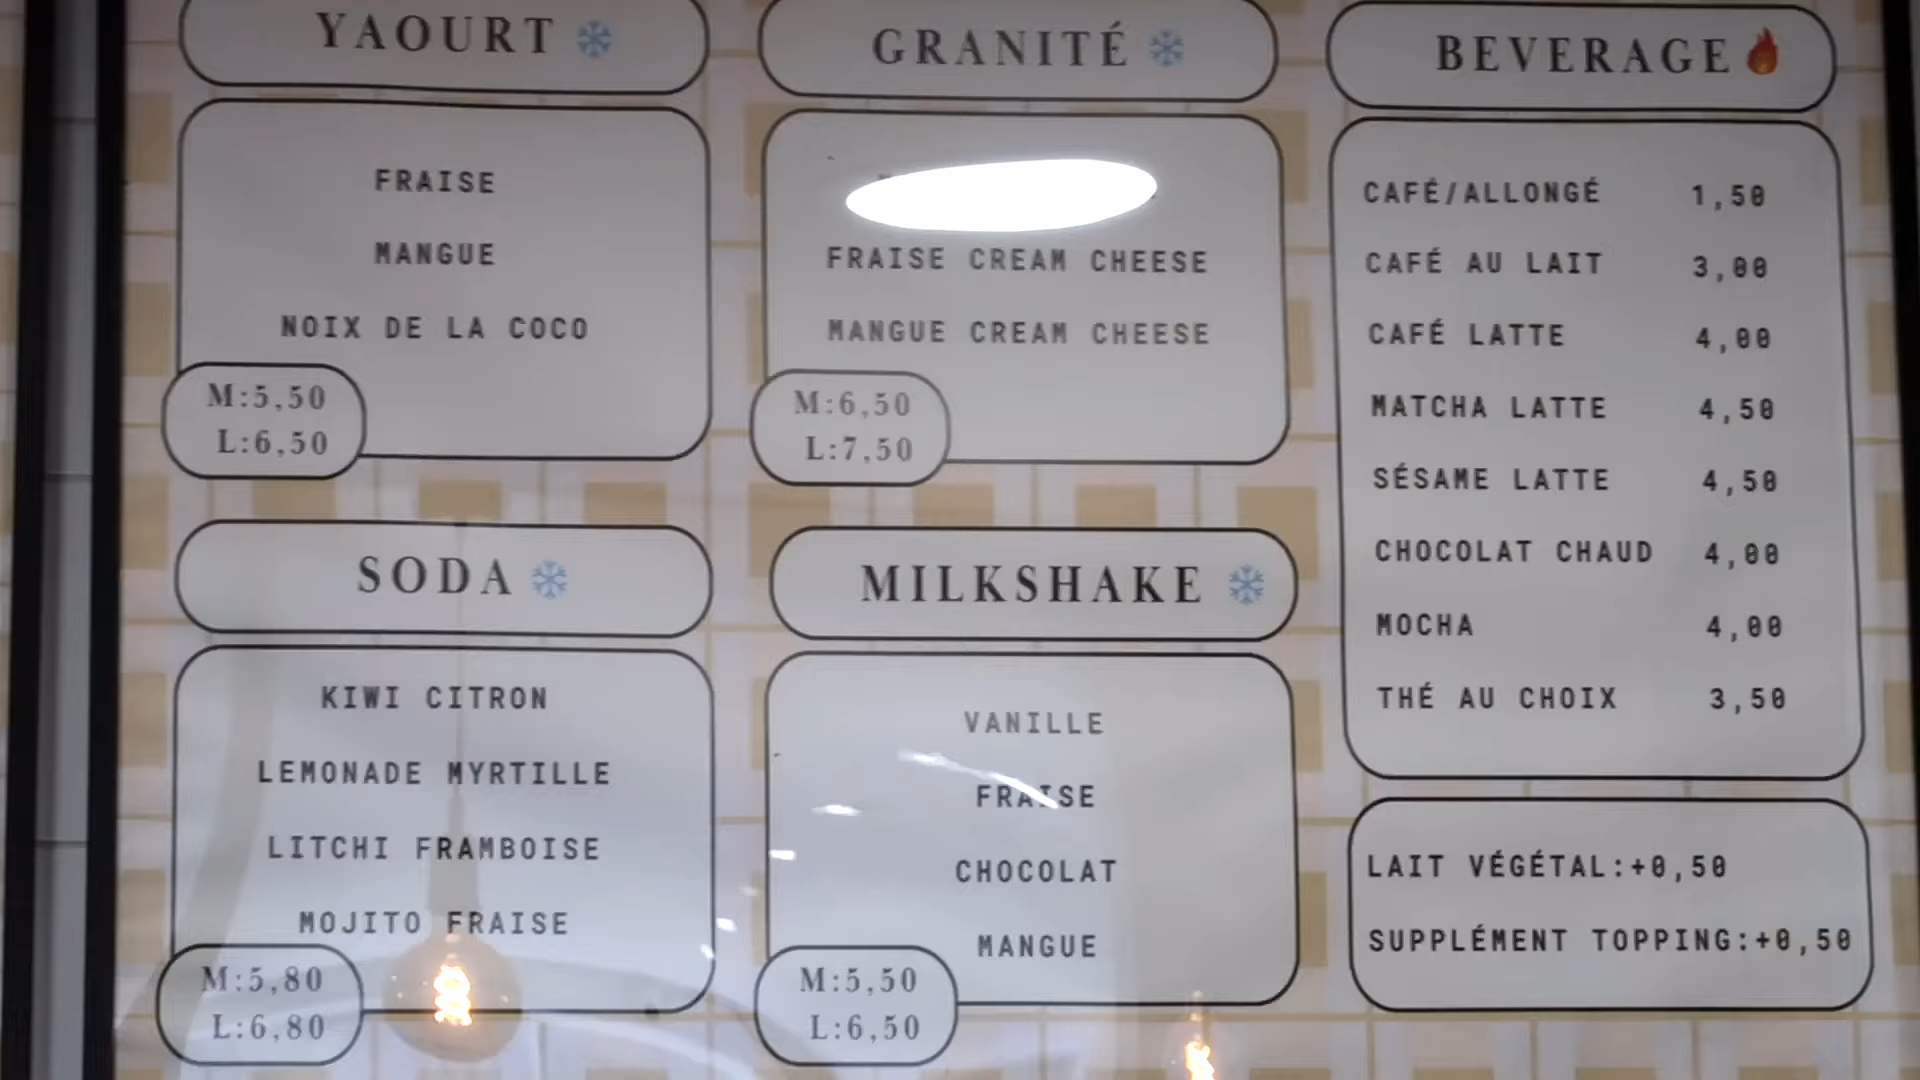 YAOURT
FRAISE
MANGUE
NOIX DE LA COCO
M:5,50
L:6,50
GRANITÉ
FRAISE CREAM CHEESE
MANGUE CREAM CHEESE
M:6,50
L:7,50
BEVERAGE
CAFÉ/ALLONGÉ 1,50
CAFÉ AU LAIT 3,00
CAFÉ LATTE 4,00
MATCHA LATTE 4,50
SÉSAME LATTE 4,50
CHOCOLAT CHAUD 4,00
MOCHA 4,00
THÉ AU CHOIX 3,50
SODA
KIWI CITRON
LEMONADE MYRTILLE
LITCHI FRAMBOISE
MOJITO FRAISE
M:5,80
L:6,80
MILKSHAKE
VANILLE
FRAISE
CHOCOLAT
MANGUE
M:5,50
L:6,50
LAIT VÉGÉTAL:+0,50
SUPPLÉMENT TOPPING:+0,50